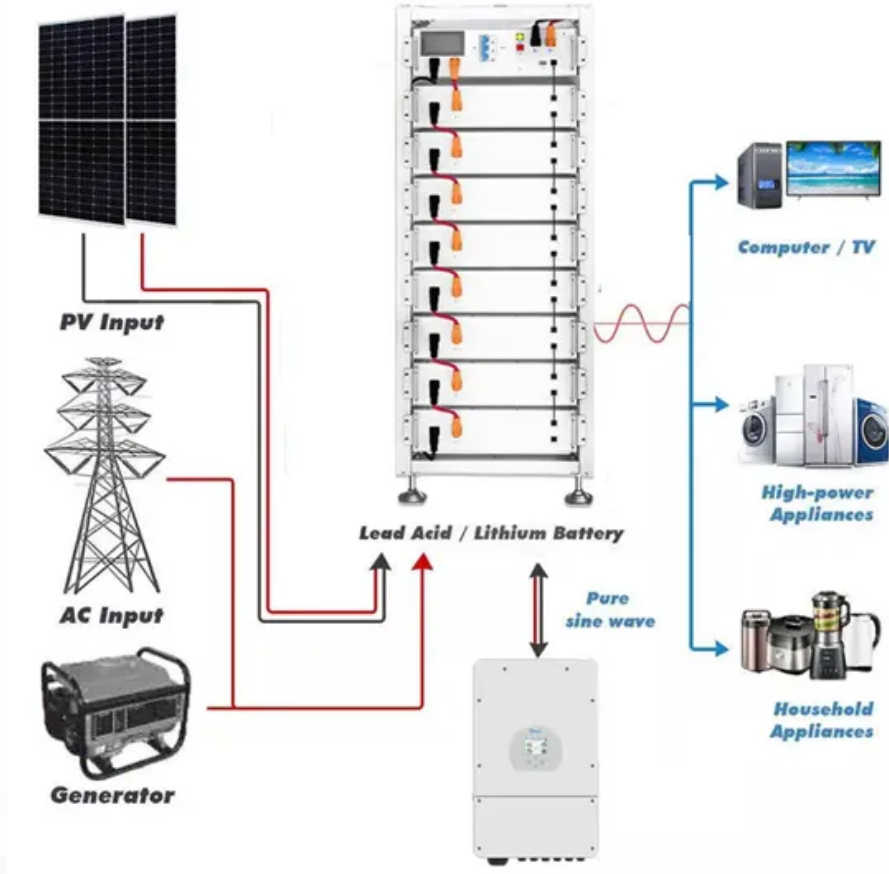 PV Input
AC Input
Generator
Lead Acid / Lithium Battery
Pure
sine wave
Computer / TV
High-power
Appliances
Household
Appliances